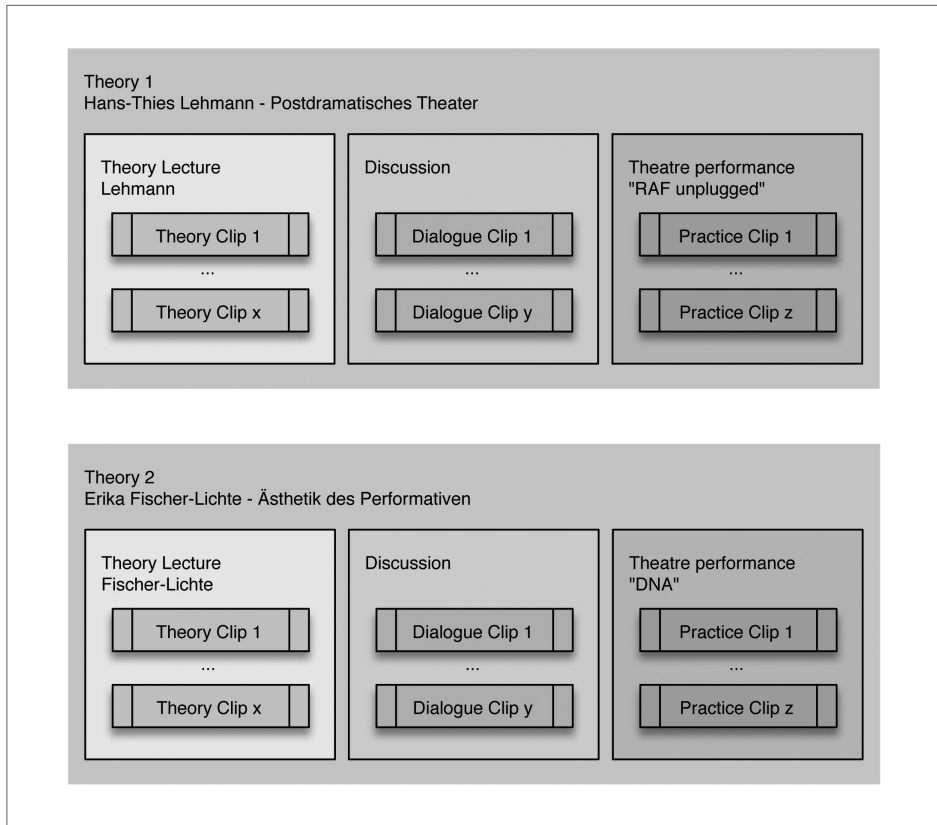 Theory 1
Hans-Thies Lehmann - Postdramatisches Theater
Theory Lecture
Lehmann
Theory Clip 1
...
Theory Clip x
Discussion
Dialogue Clip 1
...
Dialogue Clip y
Theatre performance
"RAF unplugged"
Practice Clip 1
...
Practice Clip z
Theory 2
Erika Fischer-Lichte - Ästhetik des Performativen
Theory Lecture
Fischer-Lichte
Theory Clip 1
...
Theory Clip x
Discussion
Dialogue Clip 1
...
Dialogue Clip y
Theatre performance
"DNA"
Practice Clip 1
...
Practice Clip z